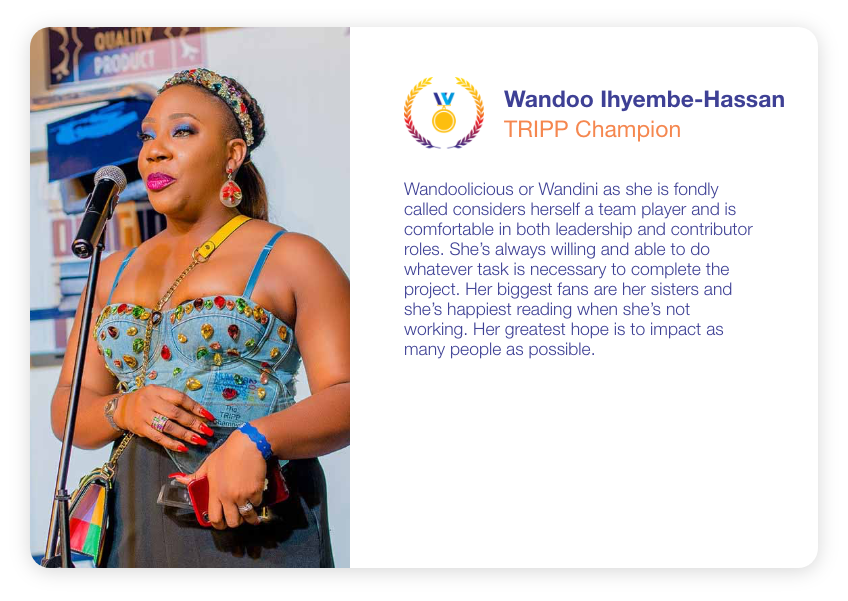 QUALITY
PRODUCT
Wandoo Ihyembe-Hassan
TRIPP Champion
Wandoolicious or Wandini as she is fondly
called considers herself a team player and is
comfortable in both leadership and contributor
roles. She’s always willing and able to do
whatever task is necessary to complete the
project. Her biggest fans are her sisters and
she’s happiest reading when she’s not
working. Her greatest hope is to impact as
many people as possible.
The
TRIPP